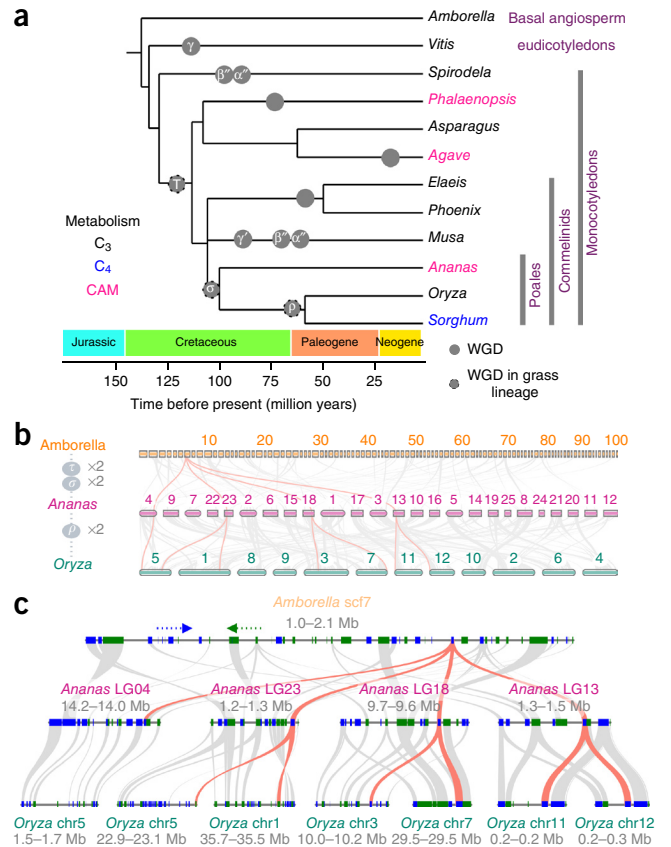 a
Amborella Basal angiosperm
Vitis eudicotyledons
γ
Spirodela
β″ α″
Phalaenopsis
Asparagus
Agave
T
Elaeis
Phoenix
Musa
γ′ β″ α″
Ananas
σ
Oryza
ρ
Sorghum
Metabolism
C3
C4
CAM
Poales
Commelinids
Monocotyledons
Jurassic Cretaceous Paleogene Neogene
150 125 100 75 50 25
Time before present (million years)
WGD
WGD in grass
lineage
b
Amborella 10 20 30 40 50 60 70 80 90 100
τ ×2
σ ×2
Ananas 4 9 7 22 23 2 6 15 18 1 17 3 13 10 16 5 14 19 25 8 24 21 20 11 12
ρ ×2
Oryza 5 1 8 9 3 7 11 12 10 2 6 4
c
Amborella scf7
1.0–2.1 Mb
Ananas LG04 Ananas LG23 Ananas LG18 Ananas LG13
14.2–14.0 Mb 1.2–1.3 Mb 9.7–9.6 Mb 1.3–1.5 Mb
Oryza chr5 Oryza chr5 Oryza chr1 Oryza chr3 Oryza chr7 Oryza chr11 Oryza chr12
1.5–1.7 Mb 22.9–23.1 Mb 35.7–35.5 Mb 10.0–10.2 Mb 29.5–29.5 Mb 0.2–0.2 Mb 0.2–0.3 Mb